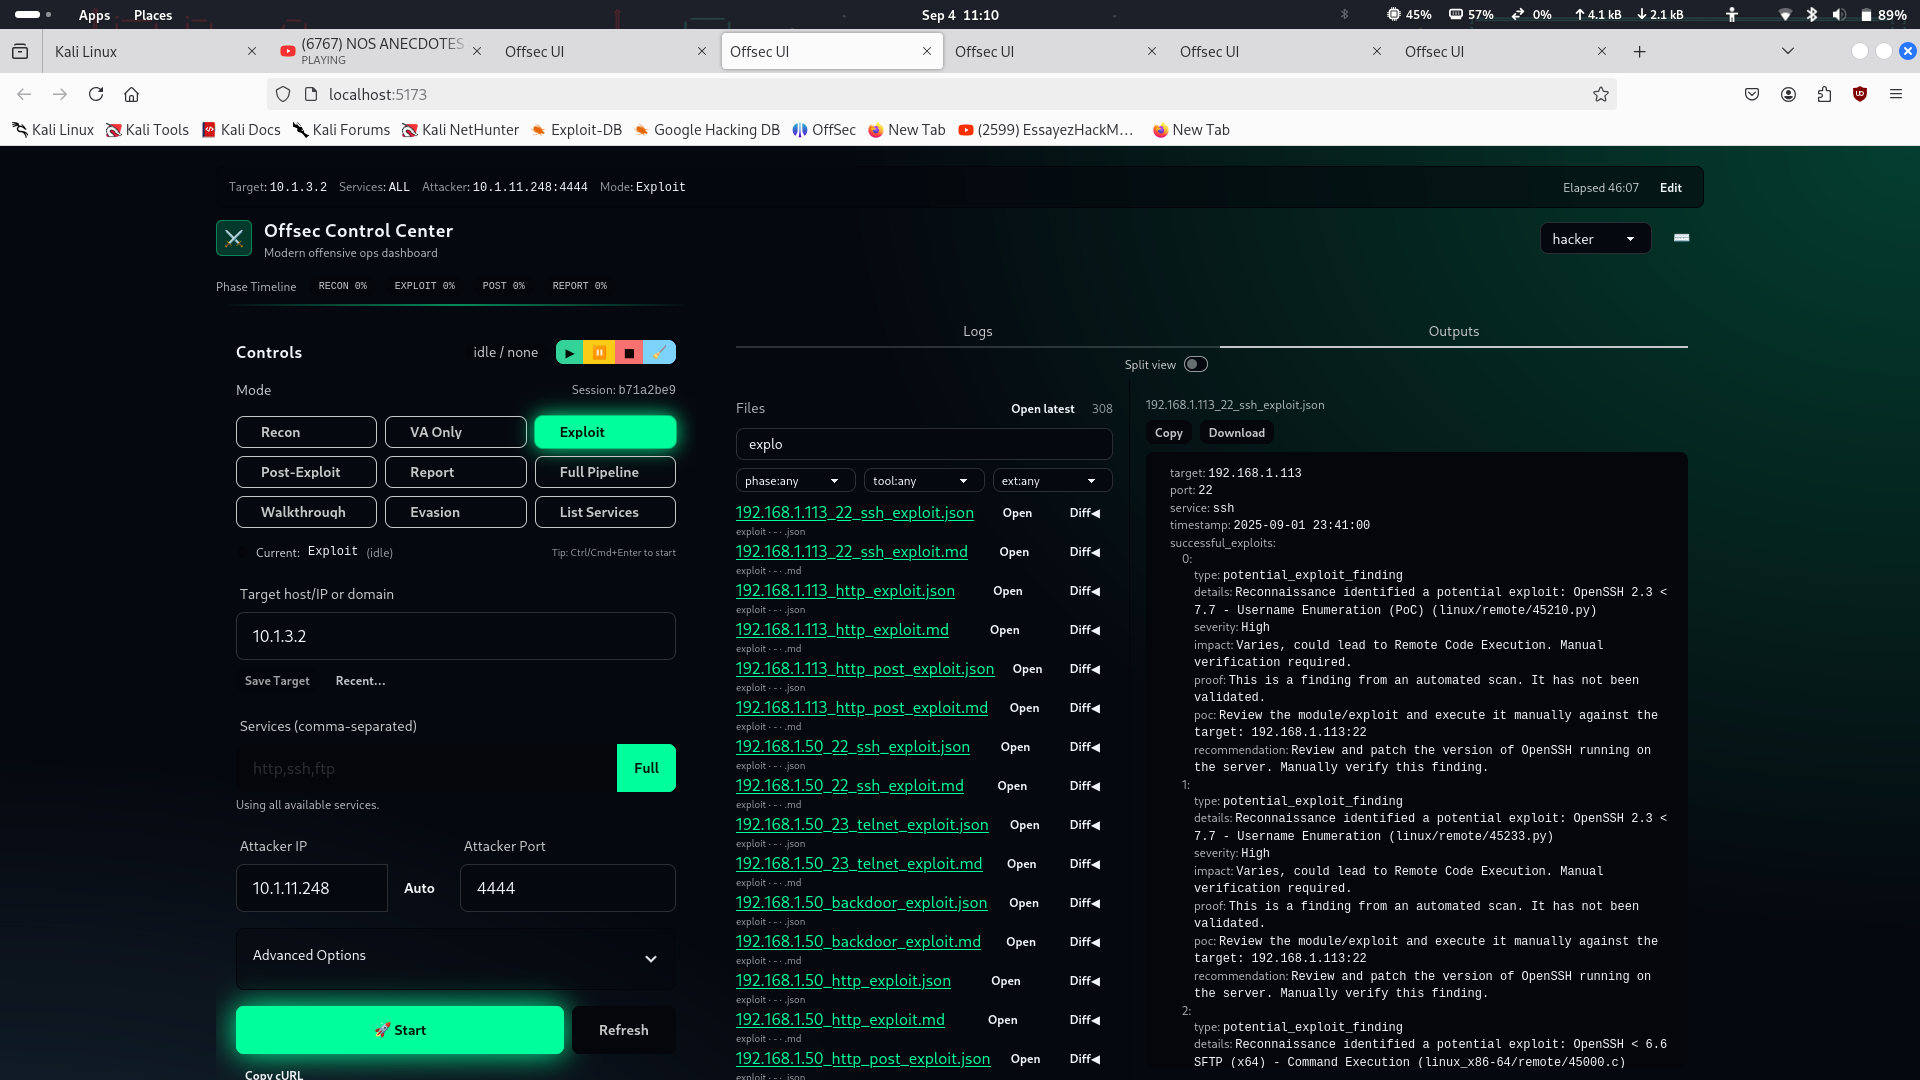 Apps Places Sep 4 11:10 45% 57% 0% 4.1 kB 2.1 kB 89%
Kali Linux (6767) NOS ANECDOTES Offsec UI Offsec UI Offsec UI Offsec UI Offsec UI
PLAYING
localhost:5173
Kali Linux Kali Tools Kali Docs Kali Forums Kali NetHunter Exploit-DB Google Hacking DB OffSec New Tab (2599) EssayezHackM… New Tab
Target: 10.1.3.2 Services: ALL Attacker: 10.1.11.248:4444 Mode: Exploit Elapsed 46:07 Edit
Offsec Control Center
Modern offensive ops dashboard
hacker
Phase Timeline RECON 0% EXPLOIT 0% POST 0% REPORT 0%
Controls idle / none
Mode Session: b71a2be9
Recon VA Only Exploit
Post-Exploit Report Full Pipeline
Walkthrough Evasion List Services
Current: Exploit (idle) Tip: Ctrl/Cmd+Enter to start
Target host/IP or domain
10.1.3.2
Save Target Recent...
Services (comma-separated)
http,ssh,ftp Full
Using all available services.
Attacker IP Attacker Port
10.1.11.248 Auto 4444
Advanced Options
Start Refresh
Copy cURL
Logs Outputs
Split view
Files Open latest 308
explo
phase:any tool:any ext:any
192.168.1.113_22_ssh_exploit.json Open Diff◀
exploit · - · .json
192.168.1.113_22_ssh_exploit.md Open Diff◀
exploit · - · .md
192.168.1.113_http_exploit.json Open Diff◀
exploit · - · .json
192.168.1.113_http_exploit.md Open Diff◀
exploit · - · .md
192.168.1.113_http_post_exploit.json Open Diff◀
exploit · - · .json
192.168.1.113_http_post_exploit.md Open Diff◀
exploit · - · .md
192.168.1.50_22_ssh_exploit.json Open Diff◀
exploit · - · .json
192.168.1.50_22_ssh_exploit.md Open Diff◀
exploit · - · .md
192.168.1.50_23_telnet_exploit.json Open Diff◀
exploit · - · .json
192.168.1.50_23_telnet_exploit.md Open Diff◀
exploit · - · .md
192.168.1.50_backdoor_exploit.json Open Diff◀
exploit · - · .json
192.168.1.50_backdoor_exploit.md Open Diff◀
exploit · - · .md
192.168.1.50_http_exploit.json Open Diff◀
exploit · - · .json
192.168.1.50_http_exploit.md Open Diff◀
exploit · - · .md
192.168.1.50_http_post_exploit.json Open Diff◀
exploit · - · .json
192.168.1.113_22_ssh_exploit.json
Copy Download
target: 192.168.1.113
port: 22
service: ssh
timestamp: 2025-09-01 23:41:00
successful_exploits:
0:
type: potential_exploit_finding
details: Reconnaissance identified a potential exploit: OpenSSH 2.3 <
7.7 - Username Enumeration (PoC) (linux/remote/45210.py)
severity: High
impact: Varies, could lead to Remote Code Execution. Manual
verification required.
proof: This is a finding from an automated scan. It has not been
validated.
poc: Review the module/exploit and execute it manually against the
target: 192.168.1.113:22
recommendation: Review and patch the version of OpenSSH running on
the server. Manually verify this finding.
1:
type: potential_exploit_finding
details: Reconnaissance identified a potential exploit: OpenSSH 2.3 <
7.7 - Username Enumeration (linux/remote/45233.py)
severity: High
impact: Varies, could lead to Remote Code Execution. Manual
verification required.
proof: This is a finding from an automated scan. It has not been
validated.
poc: Review the module/exploit and execute it manually against the
target: 192.168.1.113:22
recommendation: Review and patch the version of OpenSSH running on
the server. Manually verify this finding.
2:
type: potential_exploit_finding
details: Reconnaissance identified a potential exploit: OpenSSH < 6.6
SFTP (x64) - Command Execution (linux_x86-64/remote/45000.c)